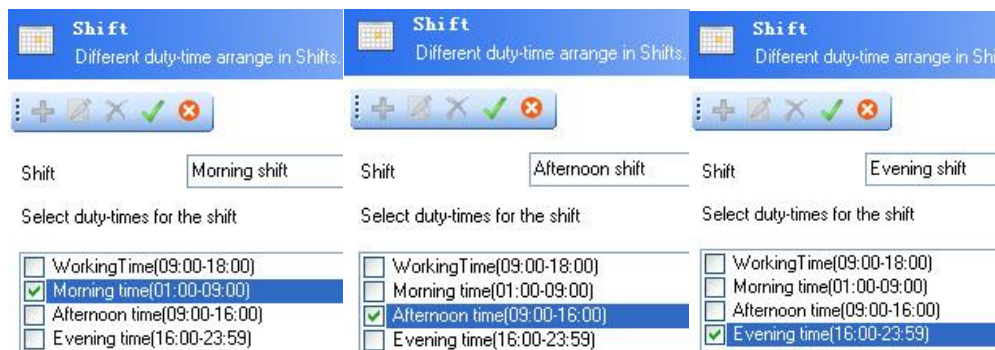 Shift
Different duty-time arrange in Shifts.
Shift Morning shift
Select duty-times for the shift
WorkingTime(09:00-18:00)
Morning time(01:00-09:00)
Afternoon time(09:00-16:00)
Evening time(16:00-23:59)
Shift
Different duty-time arrange in Shifts.
Shift Afternoon shift
Select duty-times for the shift
WorkingTime(09:00-18:00)
Morning time(01:00-09:00)
Afternoon time(09:00-16:00)
Evening time(16:00-23:59)
Shift
Different duty-time arrange in Shi
Shift Evening shift
Select duty-times for the shift
WorkingTime(09:00-18:00)
Morning time(01:00-09:00)
Afternoon time(09:00-16:00)
Evening time(16:00-23:59)